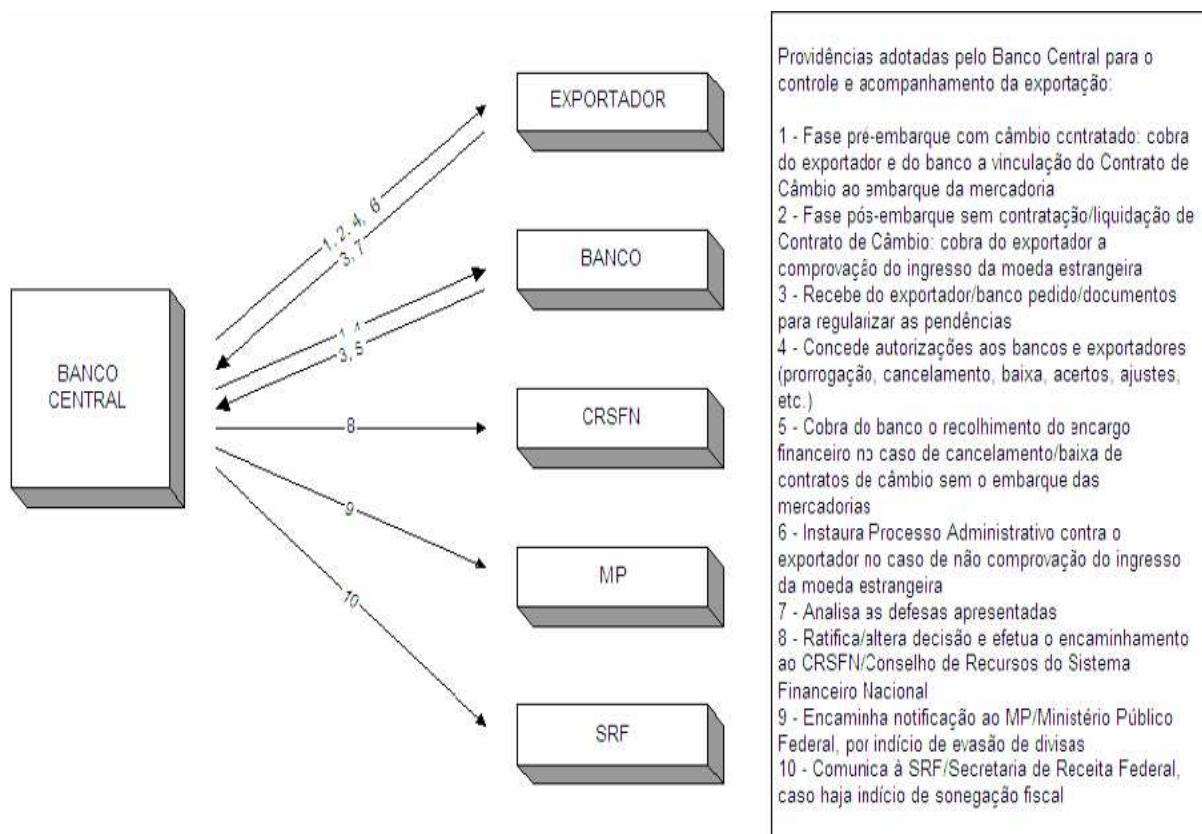 EXPORTADOR
1, 2, 4, 6
3, 7
BANCO
1, 4
3, 5
BANCO
CENTRAL
CRSFN
8
9
MP
10
SRF
Providências adotadas pelo Banco Central para o
controle e acompanhamento da exportação:
1 - Fase pré-embarque com câmbio contratado: cobra
do exportador e do banco a vinculação do Contrato de
Câmbio ao embarque da mercadoria
2 - Fase pós-embarque sem contratação/liquidação de
Contrato de Câmbio: cobra do exportador a
comprovação do ingresso da moeda estrangeira
3 - Recebe do exportador/banco pedido/documentos
para regularizar as pendências
4 - Concede autorizações aos bancos e exportadores
(prorrogação, cancelamento, baixa, acertos, ajustes,
etc.)
5 - Cobra do banco o recolhimento do encargo
financeiro no caso de cancelamento/baixa de
contratos de câmbio sem o embarque das
mercadorias
6 - Instaura Processo Administrativo contra o
exportador no caso de não comprovação do ingresso
da moeda estrangeira
7 - Analisa as defesas apresentadas
8 - Ratifica/altera decisão e efetua o encaminhamento
ao CRSFN/Conselho de Recursos do Sistema
Financeiro Nacional
9 - Encaminha notificação ao MP/Ministério Público
Federal, por indício de evasão de divisas
10 - Comunica à SRF/Secretaria de Receita Federal,
caso haja indício de sonegação fiscal